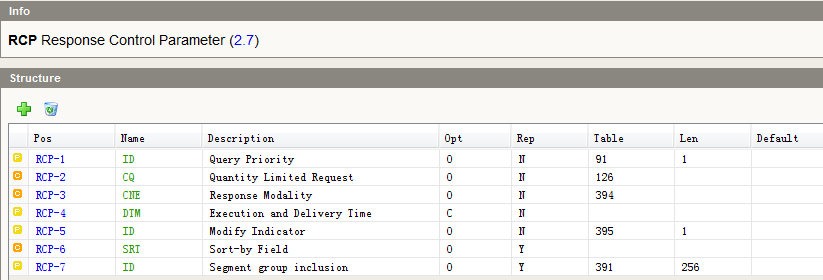 Info
RCP Response Control Parameter (2.7)
Structure
Pos Name Description Opt Rep Table Len Default
P RCP-1 ID Query Priority O N 91 1
C RCP-2 CQ Quantity Limited Request O N 126
C RCP-3 CNE Response Modality O N 394
P RCP-4 DTM Execution and Delivery Time C N
P RCP-5 ID Modify Indicator O N 395 1
C RCP-6 SRT Sort-by Field O Y
P RCP-7 ID Segment group inclusion O Y 391 256